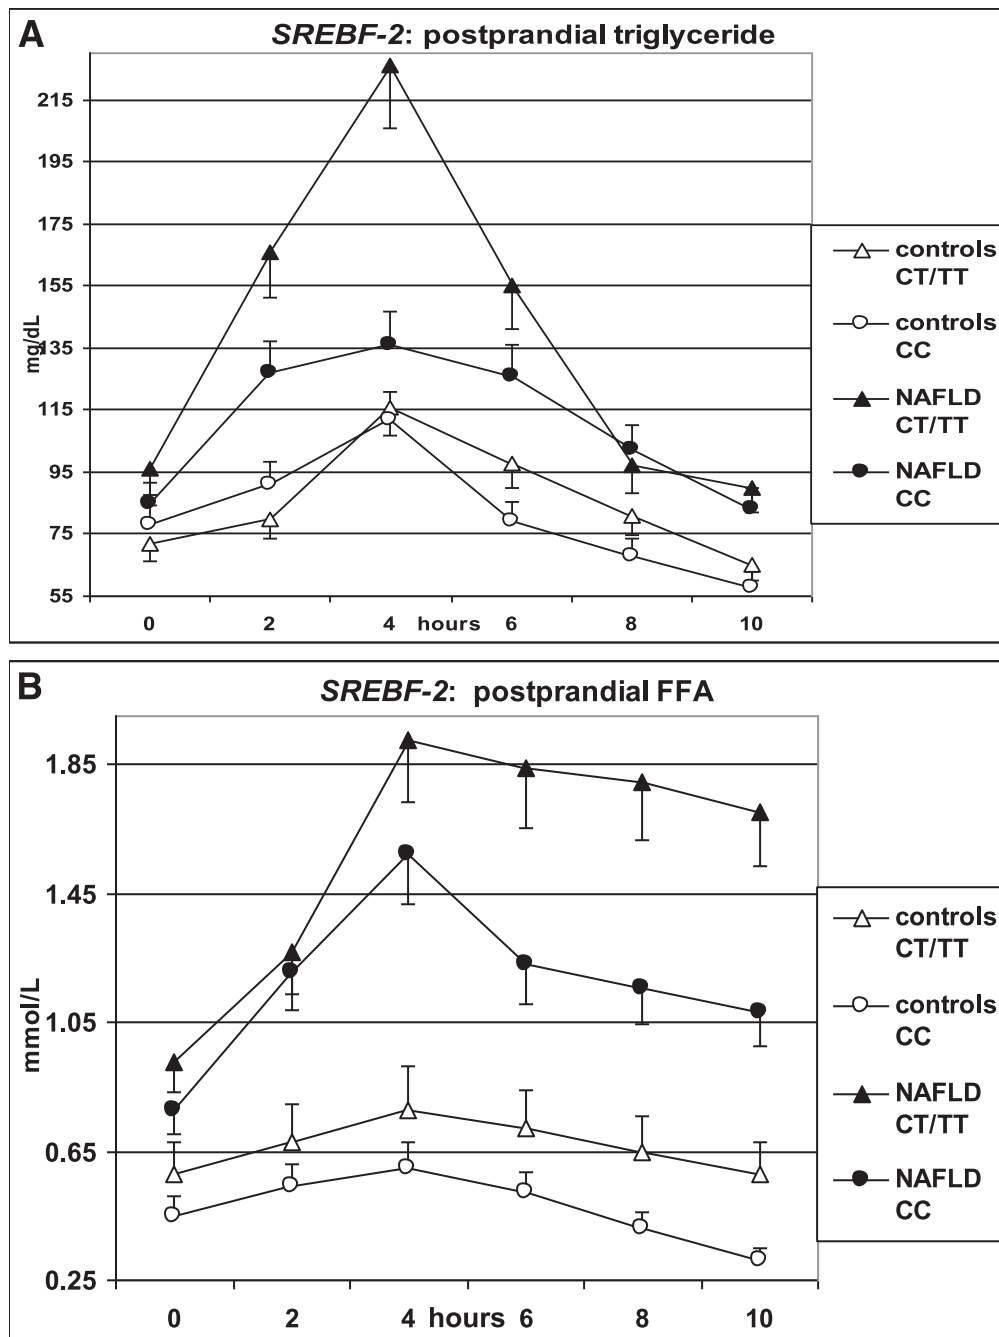 A
SREBF-2: postprandial triglyceride
215
195
175
155
135
115
95
75
55
mg/dL
0 2 4 hours 6 8 10
controls
CT/TT
controls
CC
NAFLD
CT/TT
NAFLD
CC
B
SREBF-2: postprandial FFA
1.85
1.45
1.05
0.65
0.25
mmol/L
0 2 4 hours 6 8 10
controls
CT/TT
controls
CC
NAFLD
CT/TT
NAFLD
CC